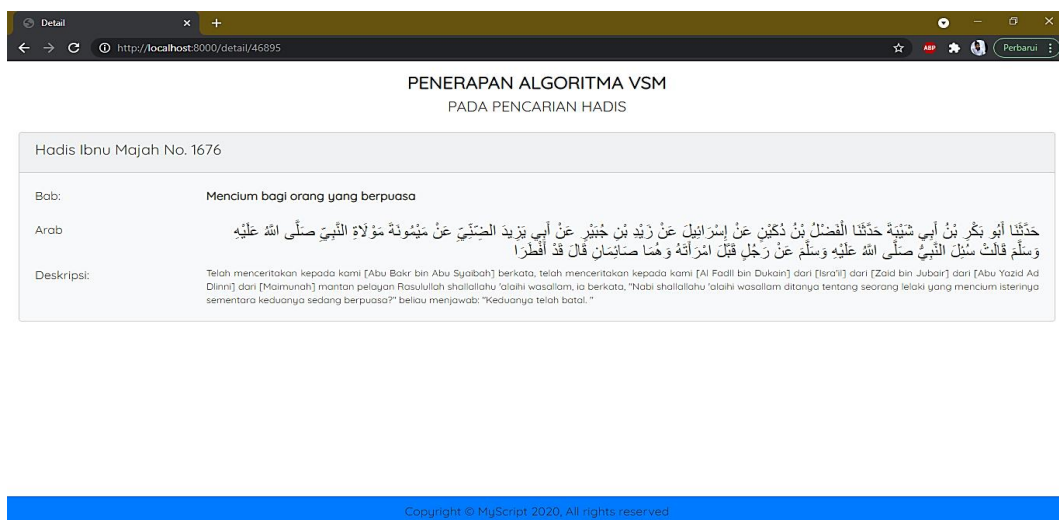 Detail
http://localhost:8000/detail/46895
ABP
Perbarui
PENERAPAN ALGORITMA VSM
PADA PENCARIAN HADIS
Hadis Ibnu Majah No. 1676
Bab:
Mencium bagi orang yang berpuasa
Arab
حَدَّثَنَا أَبُو بَكْرِ بْنُ أَبِي شَيْبَةَ حَدَّثَنَا الْفَضْلُ بْنُ دُكَيْنٍ عَنْ إِسْرَائِيلَ عَنْ زَيْدِ بْنِ جُبَيْرٍ عَنْ أَبِي يَزِيدَ الضِّنِّيِّ عَنْ مَيْمُونَةَ مَوْلَاةِ النَّبِيِّ صَلَّى اللَّهُ عَلَيْهِ
وَسَلَّمَ قَالَتْ سُئِلَ النَّبِيُّ صَلَّى اللَّهُ عَلَيْهِ وَسَلَّمَ عَنْ رَجُلٍ قَبَّلَ امْرَأَتَهُ وَهُمَا صَائِمَانِ قَالَ قَدْ أَفْطَرَا
Deskripsi:
Telah menceritakan kepada kami [Abu Bakr bin Abu Syaibah] berkata, telah menceritakan kepada kami [Al Fadll bin Dukain] dari [Isra'il] dari [Zaid bin Jubair] dari [Abu Yazid Ad
Dlinni] dari [Maimunah] mantan pelayan Rasulullah shallallahu 'alaihi wasallam, ia berkata, "Nabi shallallahu 'alaihi wasallam ditanya tentang seorang lelaki yang mencium isterinya
sementara keduanya sedang berpuasa?" beliau menjawab: "Keduanya telah batal. "
Copyright © MyScript 2020, All rights reserved